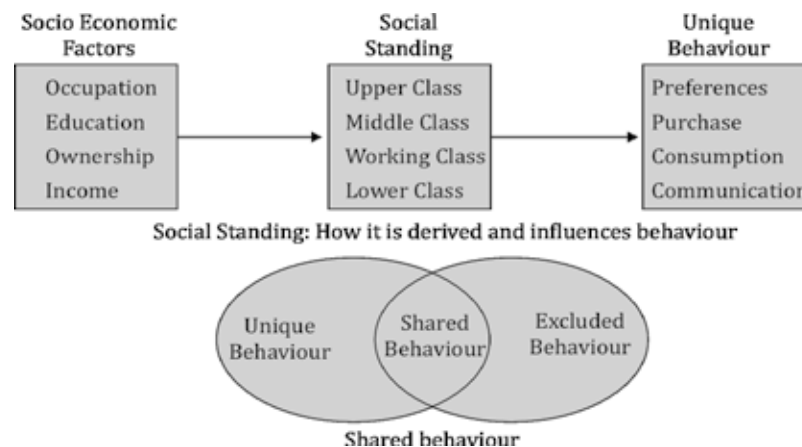 Socio Economic
Factors
Occupation
Education
Ownership
Income
Social
Standing
Upper Class
Middle Class
Working Class
Lower Class
Unique
Behaviour
Preferences
Purchase
Consumption
Communication
Social Standing: How it is derived and influences behaviour
Unique
Behaviour
Shared
Behaviour
Excluded
Behaviour
Shared behaviour